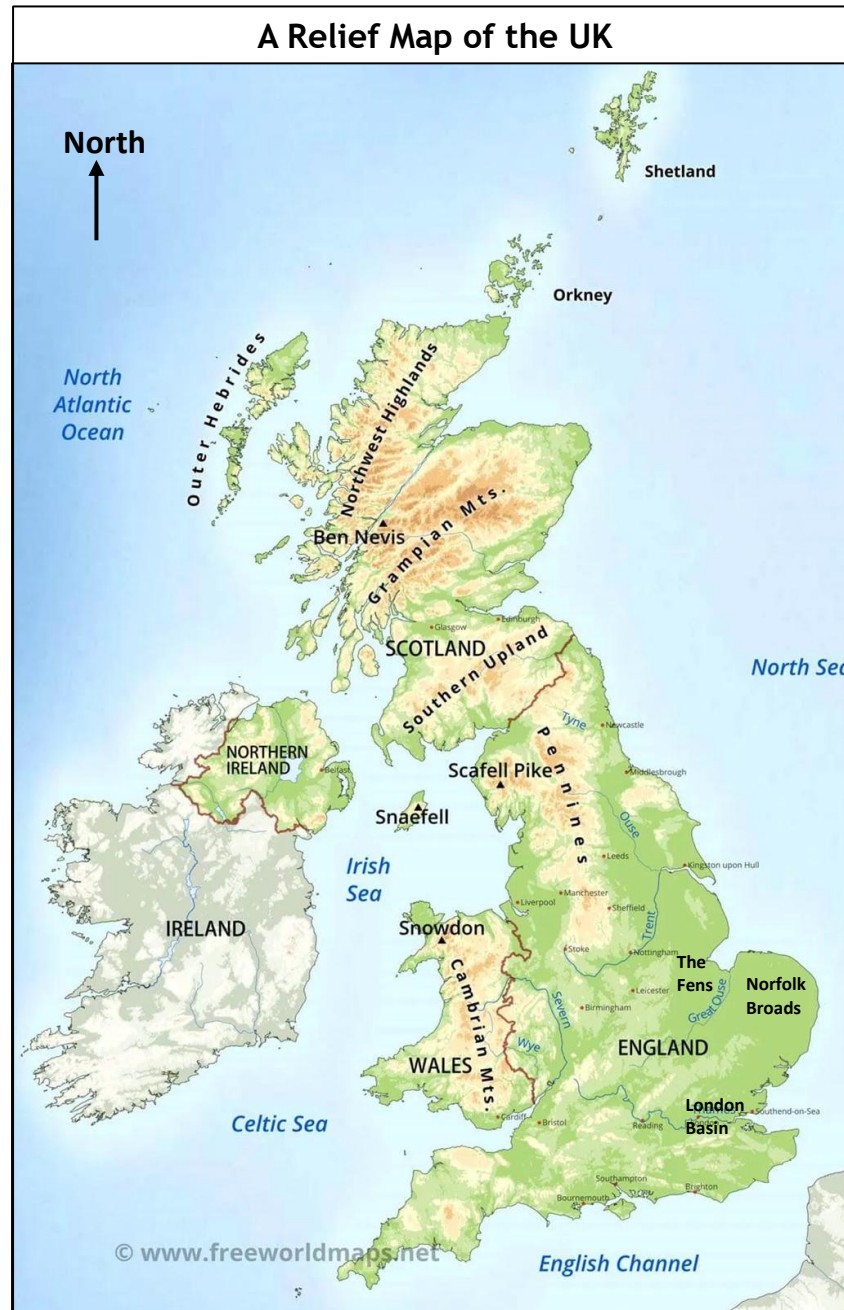 A Relief Map of the UK
North
Shetland
Orkney
Outer Hebrides
North
Atlantic
Ocean
Northwest Highlands
Ben Nevis
Grampian Mts.
Glasgow
Edinburgh
SCOTLAND
Southern Upland
North Sea
Tyne
Newcastle
NORTHERN
IRELAND
Belfast
Pennines
Scafell Pike
Middlesbrough
Snaefell
Ouse
Irish
Sea
Leeds
Kingston upon Hull
Manchester
Liverpool
Sheffield
IRELAND
Snowdon
Trent
Stoke
Nottingham
The
Fens
Norfolk
Broads
Cambrian Mts.
Leicester
Great Ouse
Severn
Birmingham
Wye
ENGLAND
WALES
London
Basin
Southend-on-Sea
Celtic Sea
Cardiff
Bristol
Reading
Southampton
Brighton
Bournemouth
© www.freeworldmaps.net
English Channel